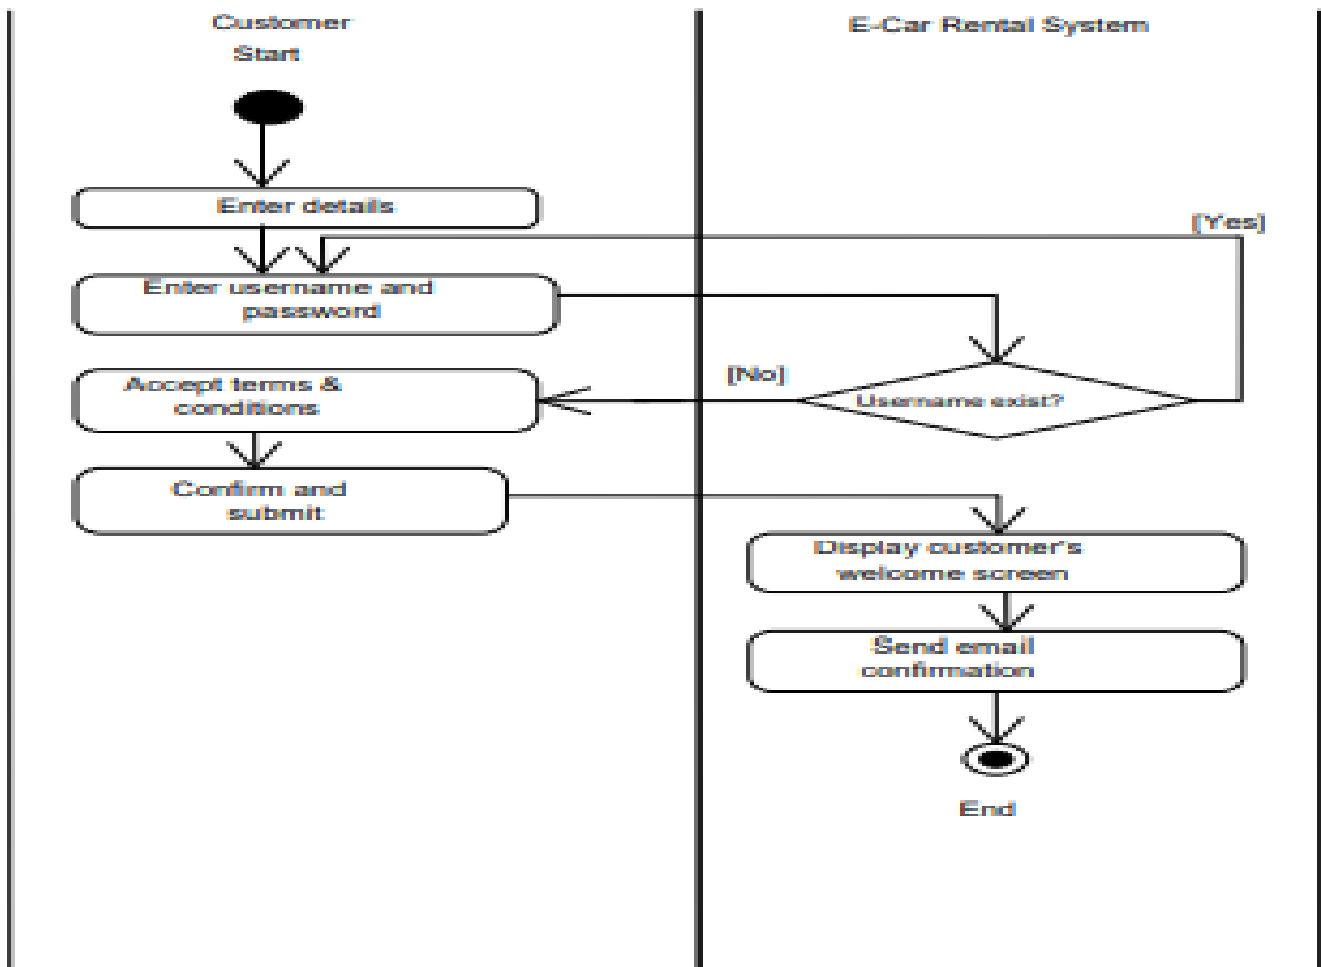 Customer
E-Car Rental System
Start
Enter details
[Yes]
Enter username and
password
Accept terms &
conditions
[No]
Username exist?
Confirm and
submit
Display customer's
welcome screen
Send email
confirmation
End